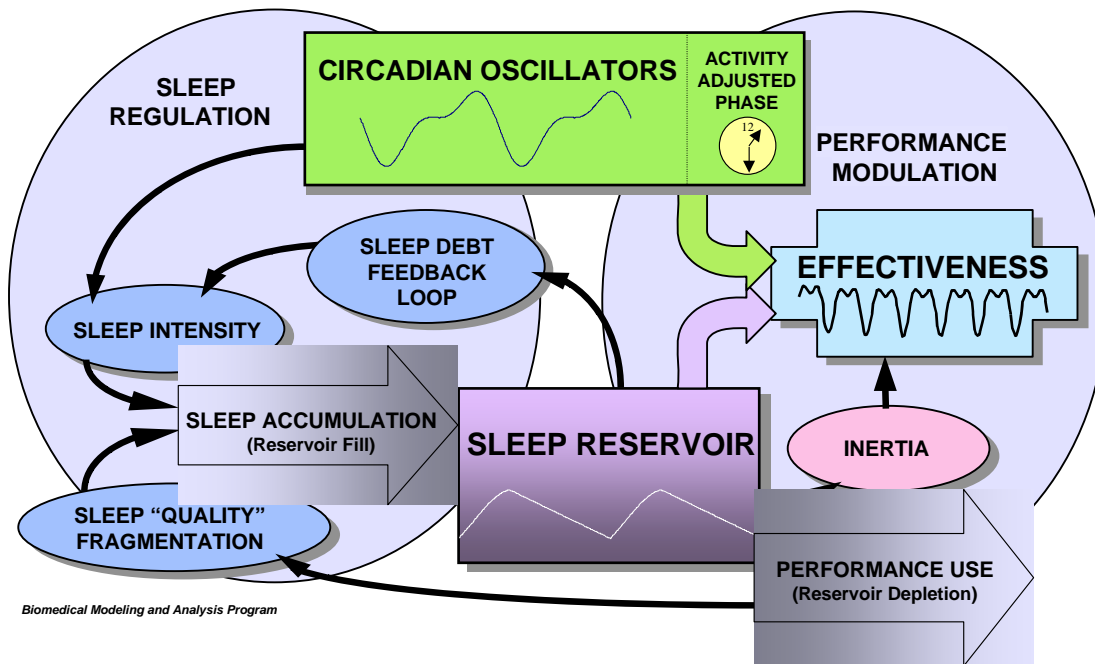 SLEEP
REGULATION
CIRCADIAN OSCILLATORS
ACTIVITY
ADJUSTED
PHASE
12
PERFORMANCE
MODULATION
SLEEP DEBT
FEEDBACK
LOOP
EFFECTIVENESS
SLEEP INTENSITY
SLEEP ACCUMULATION
(Reservoir Fill)
SLEEP RESERVOIR
INERTIA
SLEEP “QUALITY”
FRAGMENTATION
PERFORMANCE USE
(Reservoir Depletion)
Biomedical Modeling and Analysis Program